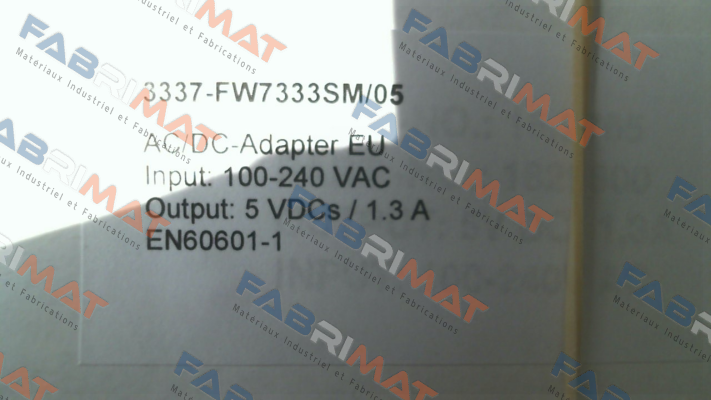 3337-FW7333SM/05
AC/DC-Adapter EU
Input: 100-240 VAC
Output: 5 VDCs / 1.3 A
EN60601-1
FABRIMAT
Materiaux Industriel et Fabrications